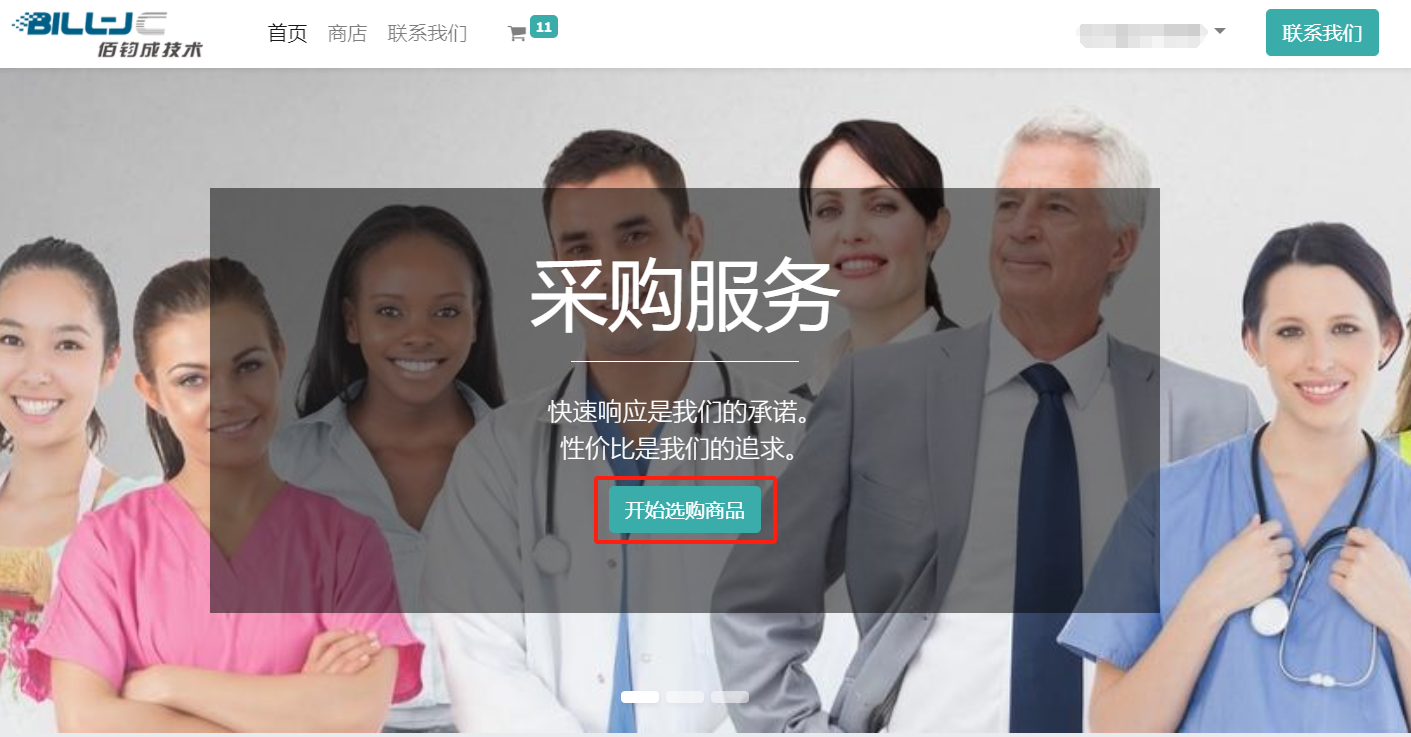 BILL-JC
佰钧成技术
首页 商店 联系我们 11 联系我们
采购服务
快速响应是我们的承诺。
性价比是我们的追求。
开始选购商品